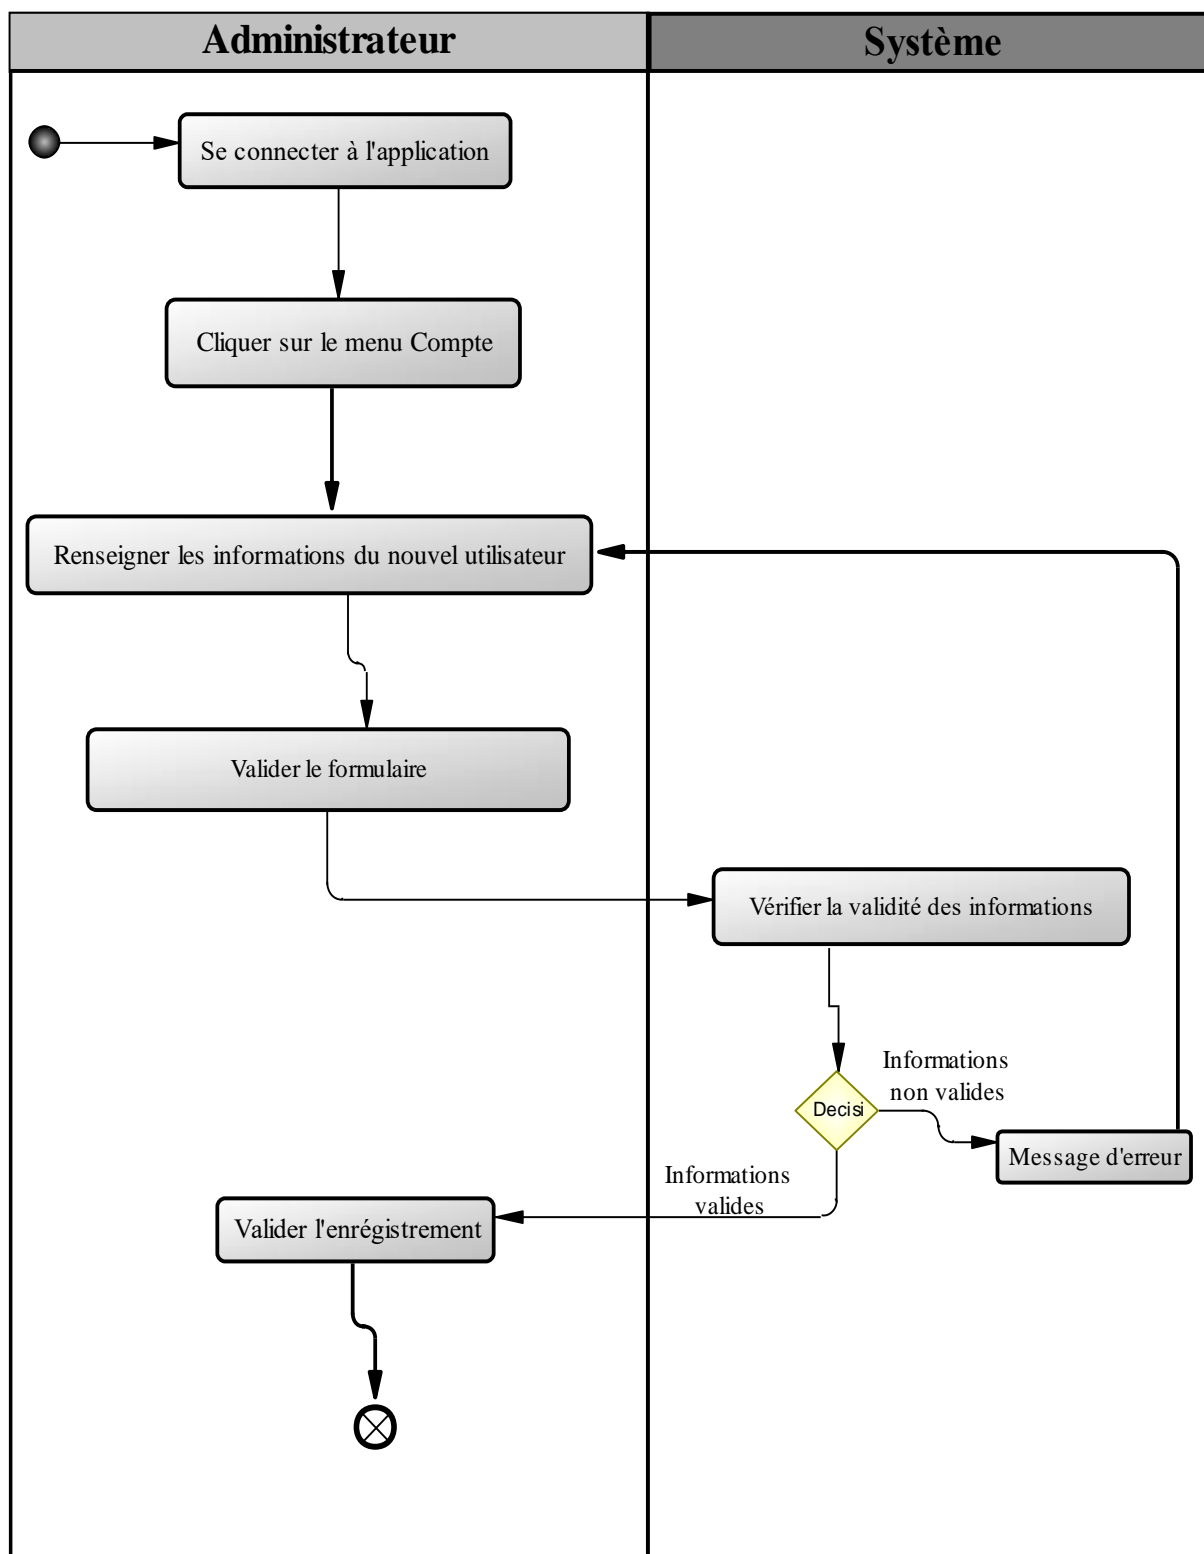 Administrateur
Système
Se connecter à l'application
Cliquer sur le menu Compte
Renseigner les informations du nouvel utilisateur
Valider le formulaire
Vérifier la validité des informations
Informations
non valides
Decisi
Message d'erreur
Informations
valides
Valider l'enrégistrement